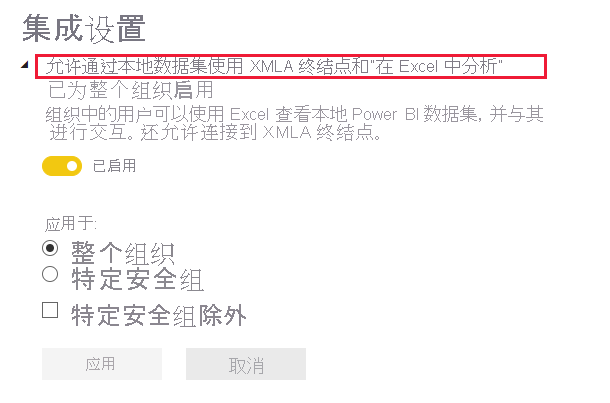 集成设置
允许通过本地数据集使用 XMLA 终结点和"在 Excel 中分析"
已为整个组织启用
组织中的用户可以使用 Excel 查看本地 Power BI 数据集, 并与其
进行交互。还允许连接到 XMLA 终结点。
已启用
应用于:
整个组织
特定安全组
特定安全组除外
应用 取消